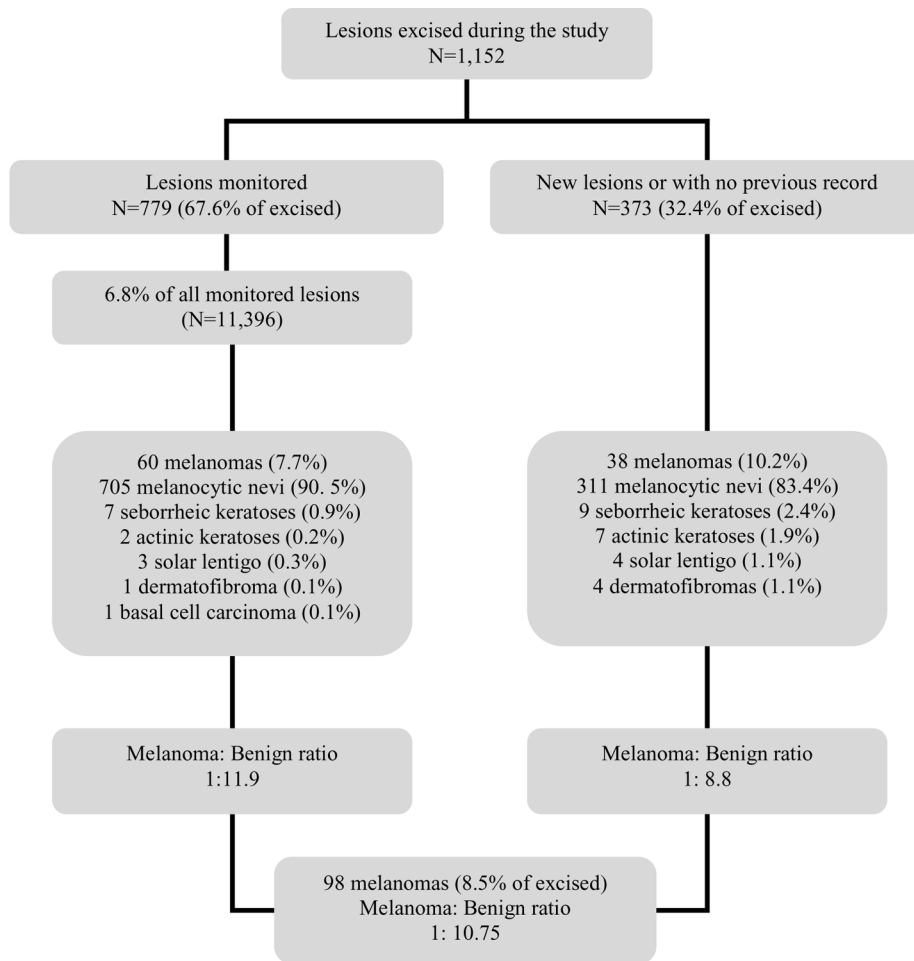 Lesions excised during the study
N=1,152
Lesions monitored
N=779 (67.6% of excised)
New lesions or with no previous record
N=373 (32.4% of excised)
6.8% of all monitored lesions
(N=11,396)
60 melanomas (7.7%)
705 melanocytic nevi (90. 5%)
7 seborrheic keratoses (0.9%)
2 actinic keratoses (0.2%)
3 solar lentigo (0.3%)
1 dermatofibroma (0.1%)
1 basal cell carcinoma (0.1%)
38 melanomas (10.2%)
311 melanocytic nevi (83.4%)
9 seborrheic keratoses (2.4%)
7 actinic keratoses (1.9%)
4 solar lentigo (1.1%)
4 dermatofibromas (1.1%)
Melanoma: Benign ratio
1:11.9
Melanoma: Benign ratio
1: 8.8
98 melanomas (8.5% of excised)
Melanoma: Benign ratio
1: 10.75